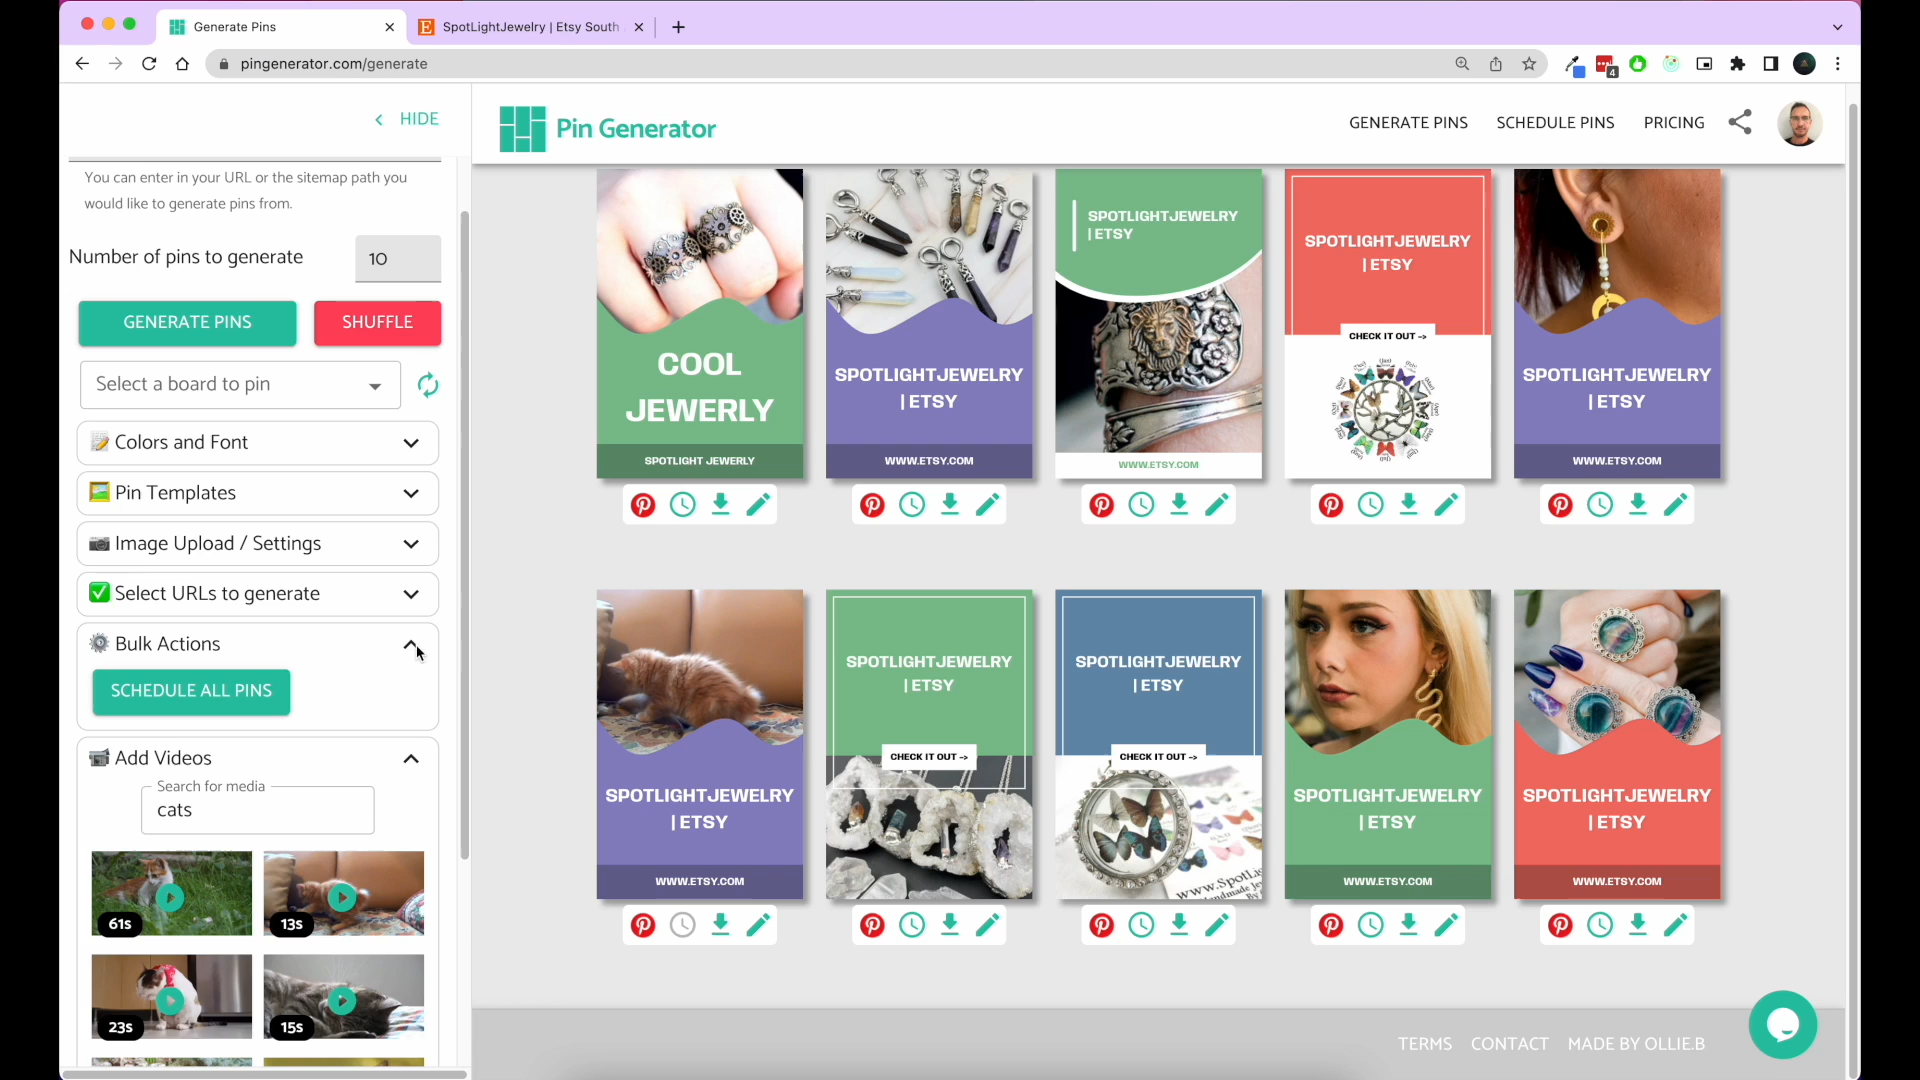 Generate Pins
SpotLightJewelry | Etsy South
pingenerator.com/generate
4
HIDE
Pin Generator
GENERATE PINS
SCHEDULE PINS
PRICING
You can enter in your URL or the sitemap path you
would like to generate pins from.
Number of pins to generate
10
GENERATE PINS
SHUFFLE
Select a board to pin
Colors and Font
Pin Templates
Image Upload / Settings
Select URLs to generate
Bulk Actions
SCHEDULE ALL PINS
Add Videos
Search for media
cats
61s
13s
23s
15s
COOL
JEWERLY
SPOTLIGHT JEWERLY
SPOTLIGHTJEWELRY
| ETSY
WWW.ETSY.COM
SPOTLIGHTJEWELRY
| ETSY
WWW.ETSY.COM
SPOTLIGHTJEWELRY
| ETSY
CHECK IT OUT ->
SPOTLIGHTJEWELRY
| ETSY
WWW.ETSY.COM
SPOTLIGHTJEWELRY
| ETSY
WWW.ETSY.COM
SPOTLIGHTJEWELRY
| ETSY
CHECK IT OUT ->
SPOTLIGHTJEWELRY
| ETSY
CHECK IT OUT ->
SPOTLIGHTJEWELRY
| ETSY
WWW.ETSY.COM
SPOTLIGHTJEWELRY
| ETSY
WWW.ETSY.COM
TERMS
CONTACT
MADE BY OLLIE.B